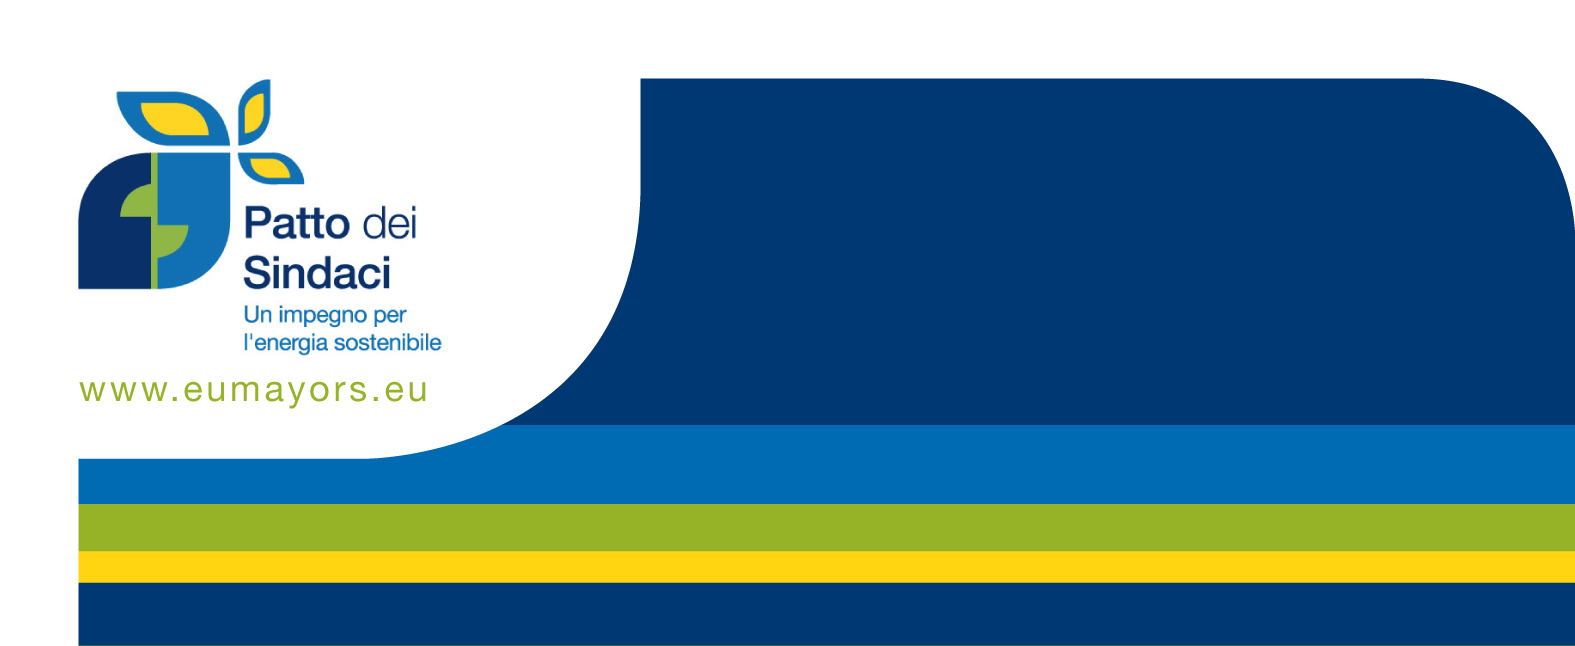 Patto dei
Sindaci
Un impegno per
l'energia sostenibile
www.eumayors.eu